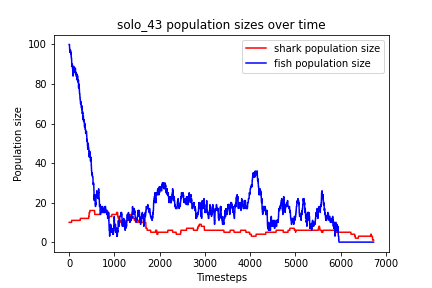 solo_43 population sizes over time
shark population size
fish population size
Population size
100
80
60
40
20
0
0 1000 2000 3000 4000 5000 6000 7000
Timesteps